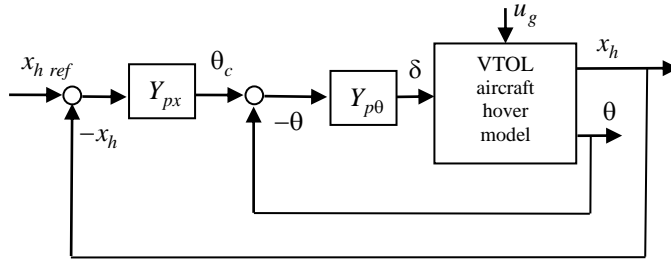 u_g
x_h ref
θ_c
δ
VTOL
aircraft
hover
model
x_h
Y_px
Y_pθ
−x_h
−θ
θ